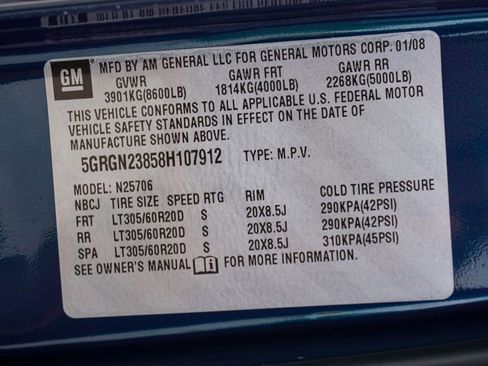 GM
MFD BY AM GENERAL LLC FOR GENERAL MOTORS CORP. 01/08
GVWR GAWR FRT GAWR RR
3901KG(8600LB) 1814KG(4000LB) 2268KG(5000LB)
THIS VEHICLE CONFORMS TO ALL APPLICABLE U.S. FEDERAL MOTOR
VEHICLE SAFETY STANDARDS IN EFFECT ON THE DATE OF
MANUFACTURE SHOWN ABOVE.
5GRGN23858H107912 TYPE: M.P.V.
MODEL: N25706
NBCJ TIRE SIZE SPEED RTG RIM COLD TIRE PRESSURE
FRT LT305/60R20D S 20X8.5J 290KPA(42PSI)
RR LT305/60R20D S 20X8.5J 290KPA(42PSI)
SPA LT305/60R20D S 20X8.5J 310KPA(45PSI)
SEE OWNER'S MANUAL FOR MORE INFORMATION.